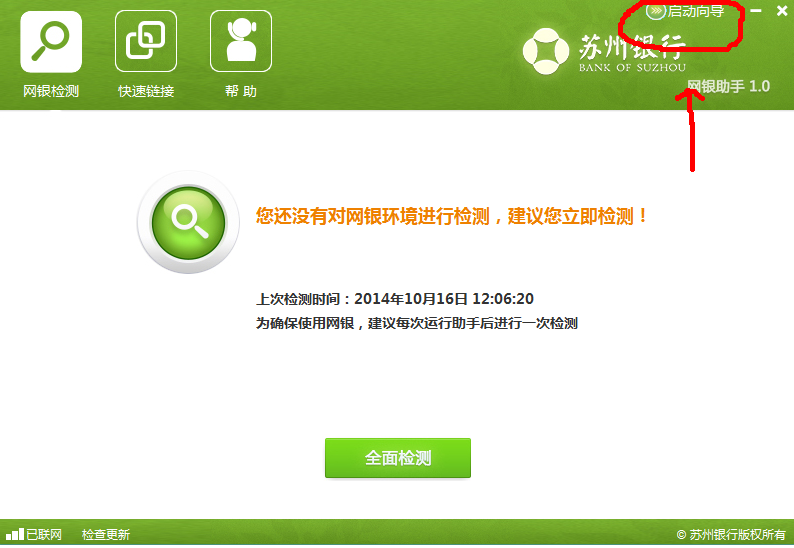 启动向导
苏州银行
BANK OF SUZHOU
网银助手 1.0
网银检测
快速链接
帮 助
您还没有对网银环境进行检测，建议您立即检测！
上次检测时间：2014年10月16日 12:06:20
为确保使用网银，建议每次运行助手后进行一次检测
全面检测
已联网
检查更新
© 苏州银行版权所有